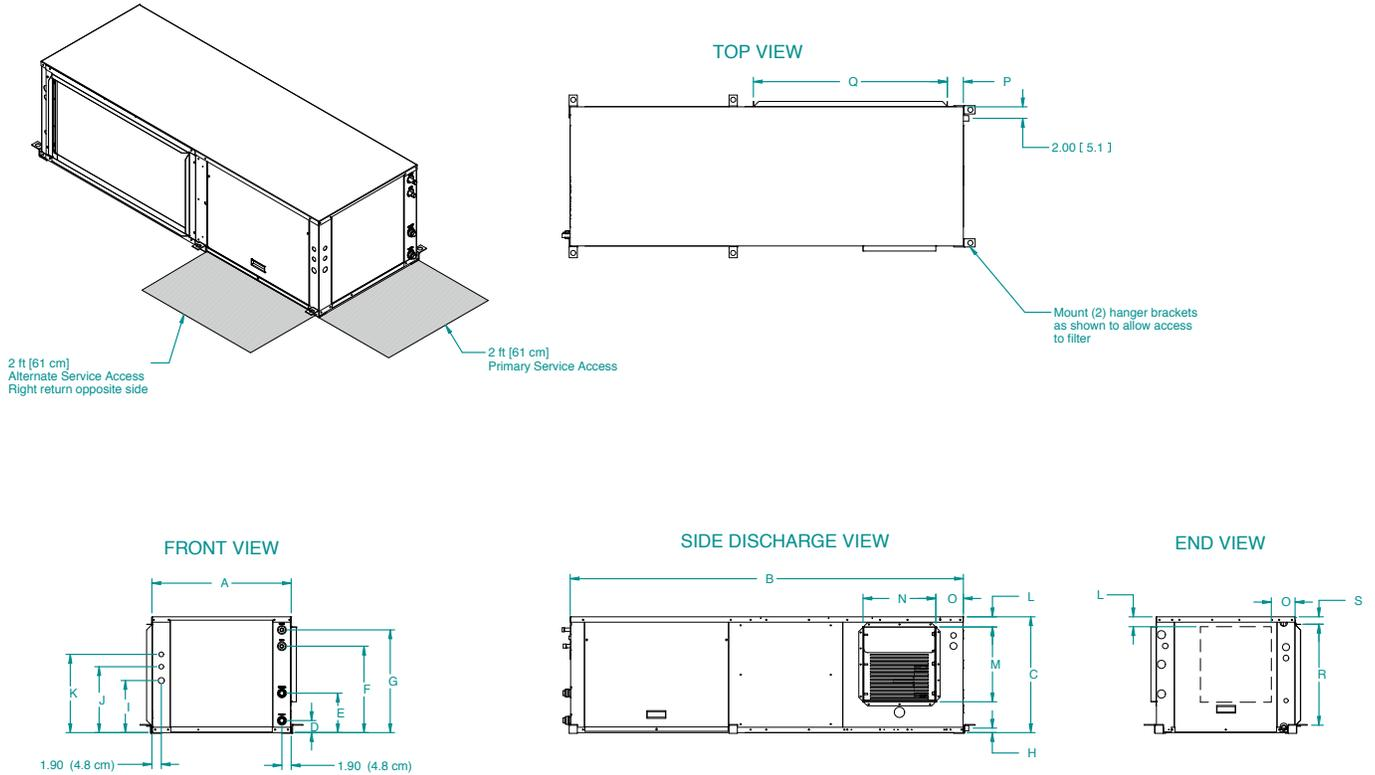 TOP VIEW
Q
P
2.00 [ 5.1 ]
Mount (2) hanger brackets
as shown to allow access
to filter
2 ft [61 cm]
Alternate Service Access
Right return opposite side
2 ft [61 cm]
Primary Service Access
FRONT VIEW
A
K
J
I
D
E
F
G
1.90 (4.8 cm)
1.90 (4.8 cm)
SIDE DISCHARGE VIEW
B
N
O
L
M
C
H
END VIEW
L
O
S
R